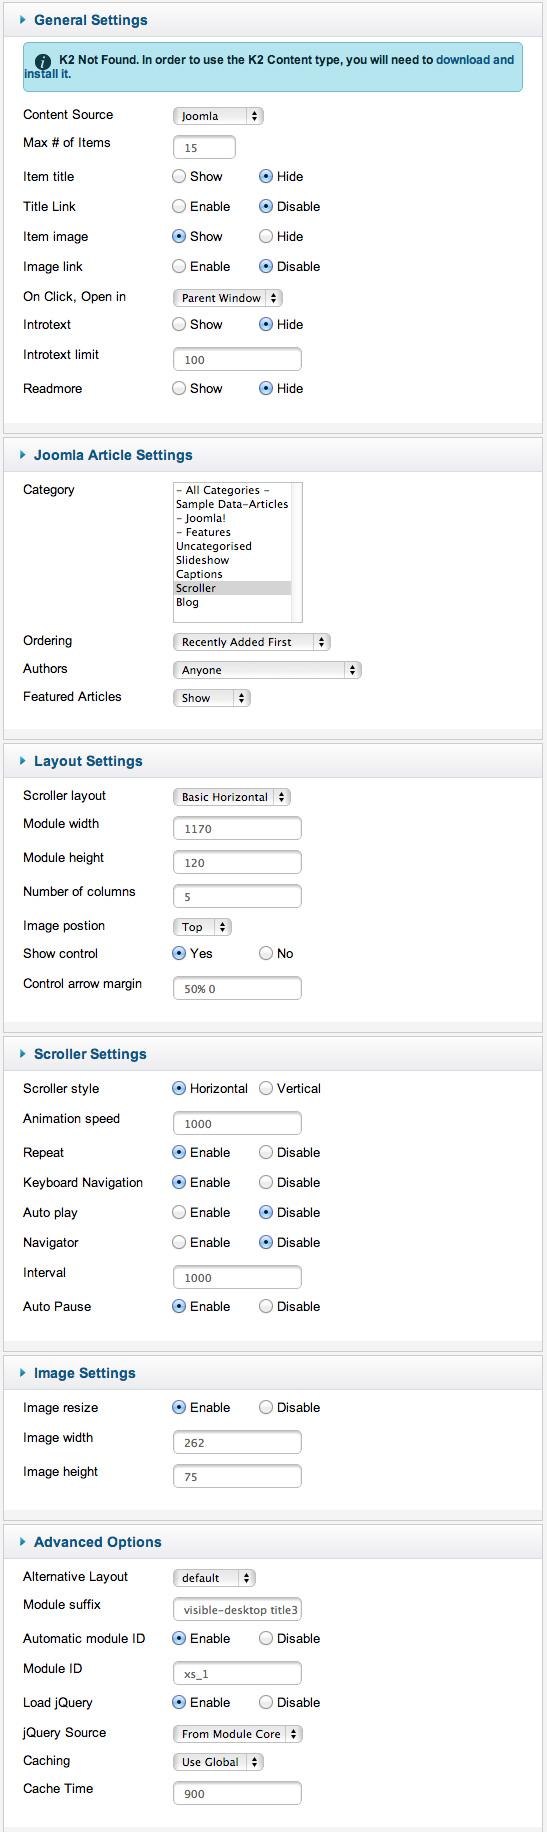 General Settings
K2 Not Found. In order to use the K2 Content type, you will need to download and
install it.
Content Source Joomla
Max # of Items 15
Item title Show Hide
Title Link Enable Disable
Item image Show Hide
Image link Enable Disable
On Click, Open in Parent Window
Introtext Show Hide
Introtext limit 100
Readmore Show Hide
Joomla Article Settings
Category - All Categories -
Sample Data-Articles
- Joomla!
- Features
Uncategorised
Slideshow
Captions
Scroller
Blog
Ordering Recently Added First
Authors Anyone
Featured Articles Show
Layout Settings
Scroller layout Basic Horizontal
Module width 1170
Module height 120
Number of columns 5
Image postion Top
Show control Yes No
Control arrow margin 50% 0
Scroller Settings
Scroller style Horizontal Vertical
Animation speed 1000
Repeat Enable Disable
Keyboard Navigation Enable Disable
Auto play Enable Disable
Navigator Enable Disable
Interval 1000
Auto Pause Enable Disable
Image Settings
Image resize Enable Disable
Image width 262
Image height 75
Advanced Options
Alternative Layout default
Module suffix visible-desktop title3
Automatic module ID Enable Disable
Module ID xs_1
Load jQuery Enable Disable
jQuery Source From Module Core
Caching Use Global
Cache Time 900